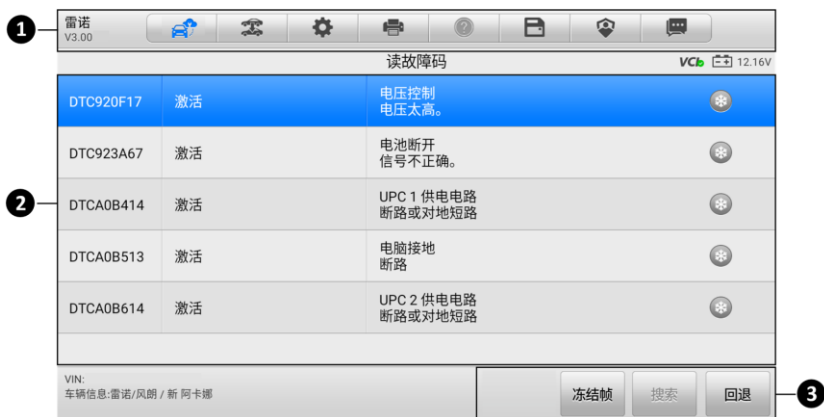 ❶
雷诺
V3.00
读故障码
VCI 12.16V
DTC920F17 激活 电压控制
电压太高。
DTC923A67 激活 电池断开
信号不正确。
❷
DTCA0B414 激活 UPC 1 供电电路
断路或对地短路
DTCA0B513 激活 电脑接地
断路
DTCA0B614 激活 UPC 2 供电电路
断路或对地短路
VIN:
车辆信息:雷诺/风朗 / 新 阿卡娜
冻结帧 搜索 回退
❸